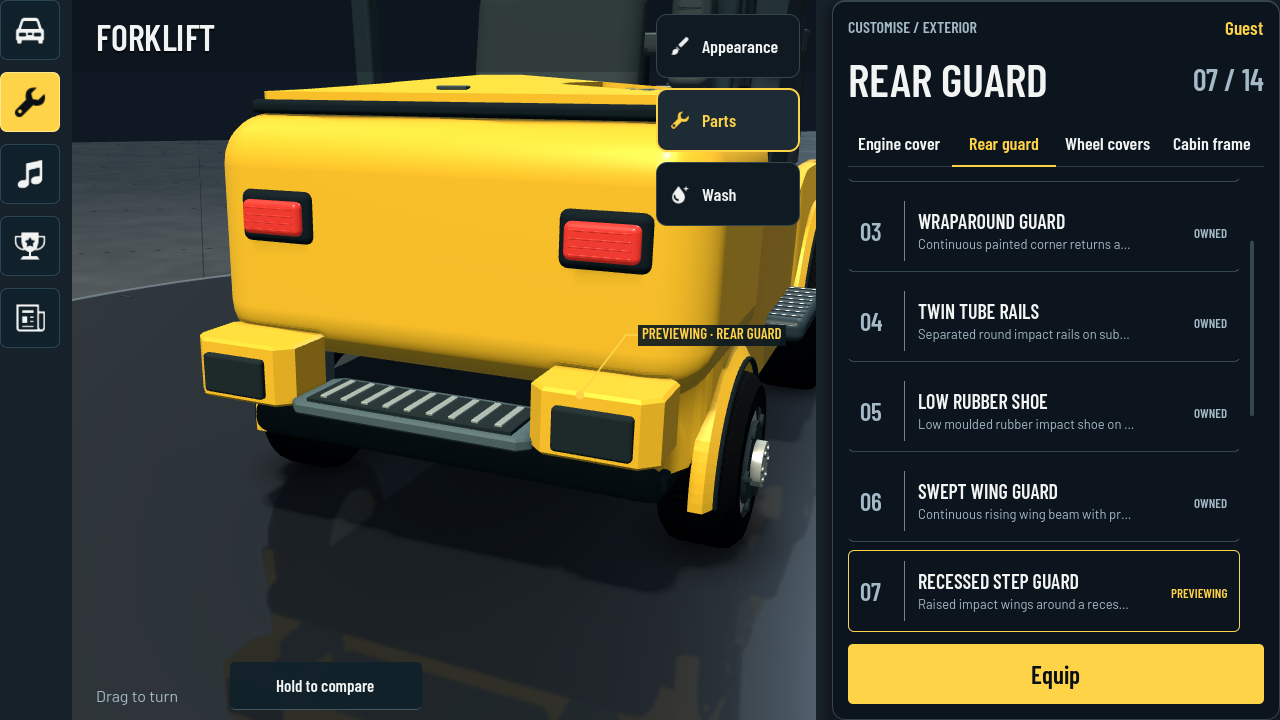 FORKLIFT
Appearance
Parts
Wash
PREVIEWING · REAR GUARD
Drag to turn
Hold to compare
CUSTOMISE / EXTERIOR
Guest
REAR GUARD
07 / 14
Engine cover
Rear guard
Wheel covers
Cabin frame
03
WRAPAROUND GUARD
Continuous painted corner returns a...
OWNED
04
TWIN TUBE RAILS
Separated round impact rails on sub...
OWNED
05
LOW RUBBER SHOE
Low moulded rubber impact shoe on ...
OWNED
06
SWEPT WING GUARD
Continuous rising wing beam with pr...
OWNED
07
RECESSED STEP GUARD
Raised impact wings around a reces...
PREVIEWING
Equip